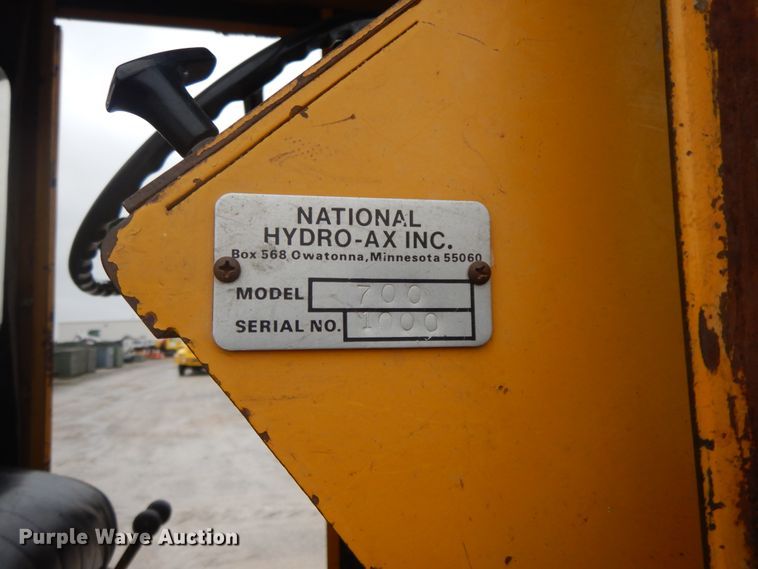 NATIONAL
HYDRO-AX INC.
Box 568 Owatonna, Minnesota 55060
MODEL 700
SERIAL NO. 1000
Purple Wave Auction